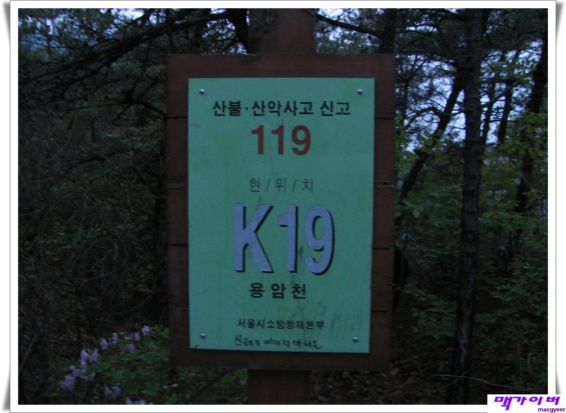 산불·산악사고 신고
119
현/위/치
K19
용암천
서울시소방방재본부
맥가이버
macgyver